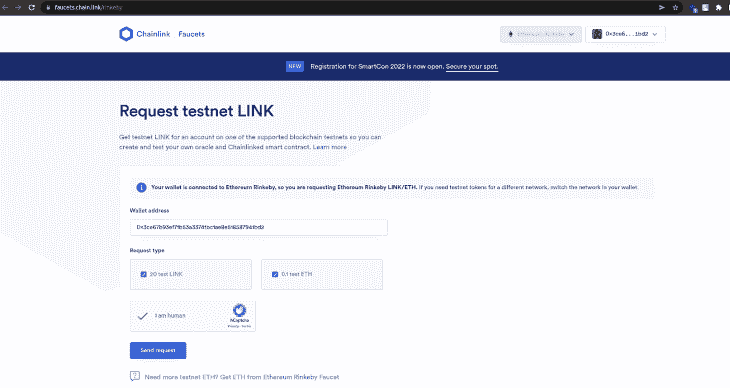 faucets.chain.link/rinkeby
Chainlink Faucets
Ethereum Rinkeby
NEW Registration for SmartCon 2022 is now open. Secure your spot.
Request testnet LINK
Get testnet LINK for an account on one of the supported blockchain testnets so you can
create and test your own oracle and Chainlinked smart contract. Learn more
Your wallet is connected to Ethereum Rinkeby, so you are requesting Ethereum Rinkeby LINK/ETH. If you need testnet tokens for a different network, switch the network in your wallet.
Wallet address
Request type
20 test LINK
0.1 test ETH
I am human
hCaptcha
Privacy - Terms
Send request
Need more testnet ETH? Get ETH from Ethereum Rinkeby Faucet